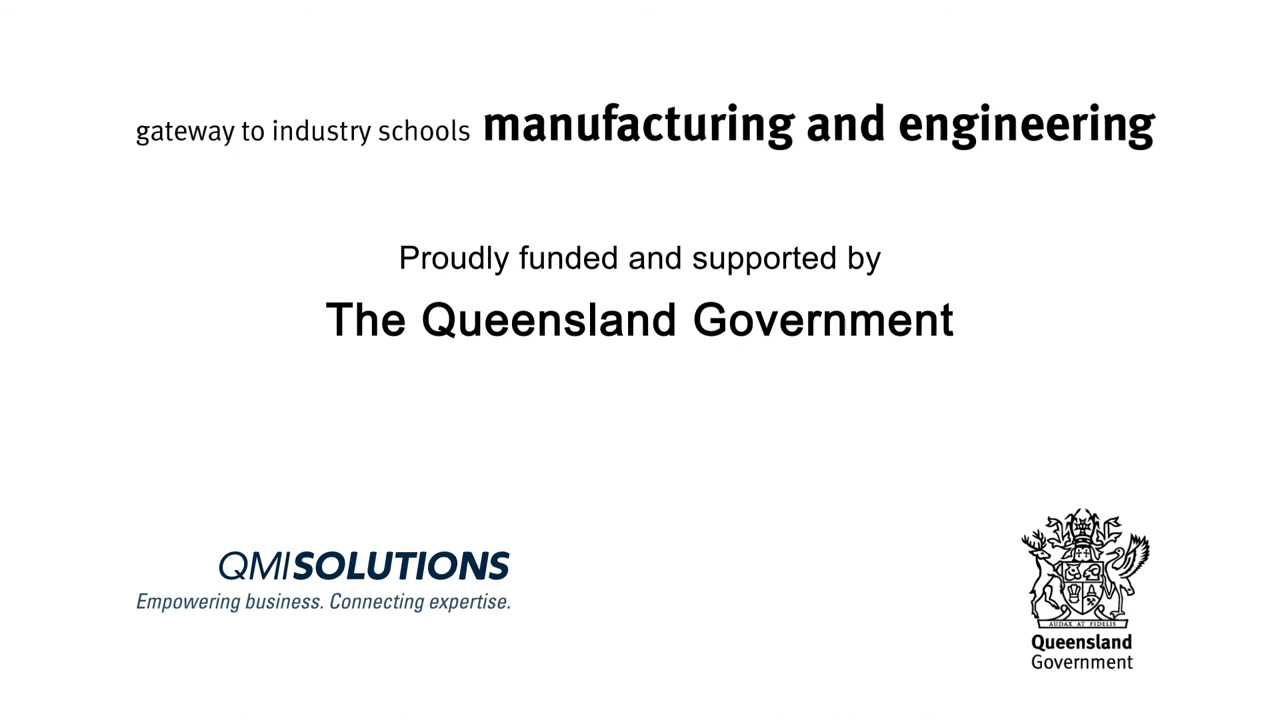 gateway to industry schools manufacturing and engineering
Proudly funded and supported by
The Queensland Government
QMISOLUTIONS
Empowering business. Connecting expertise.
AUDAX AT FIDELIS
Queensland
Government